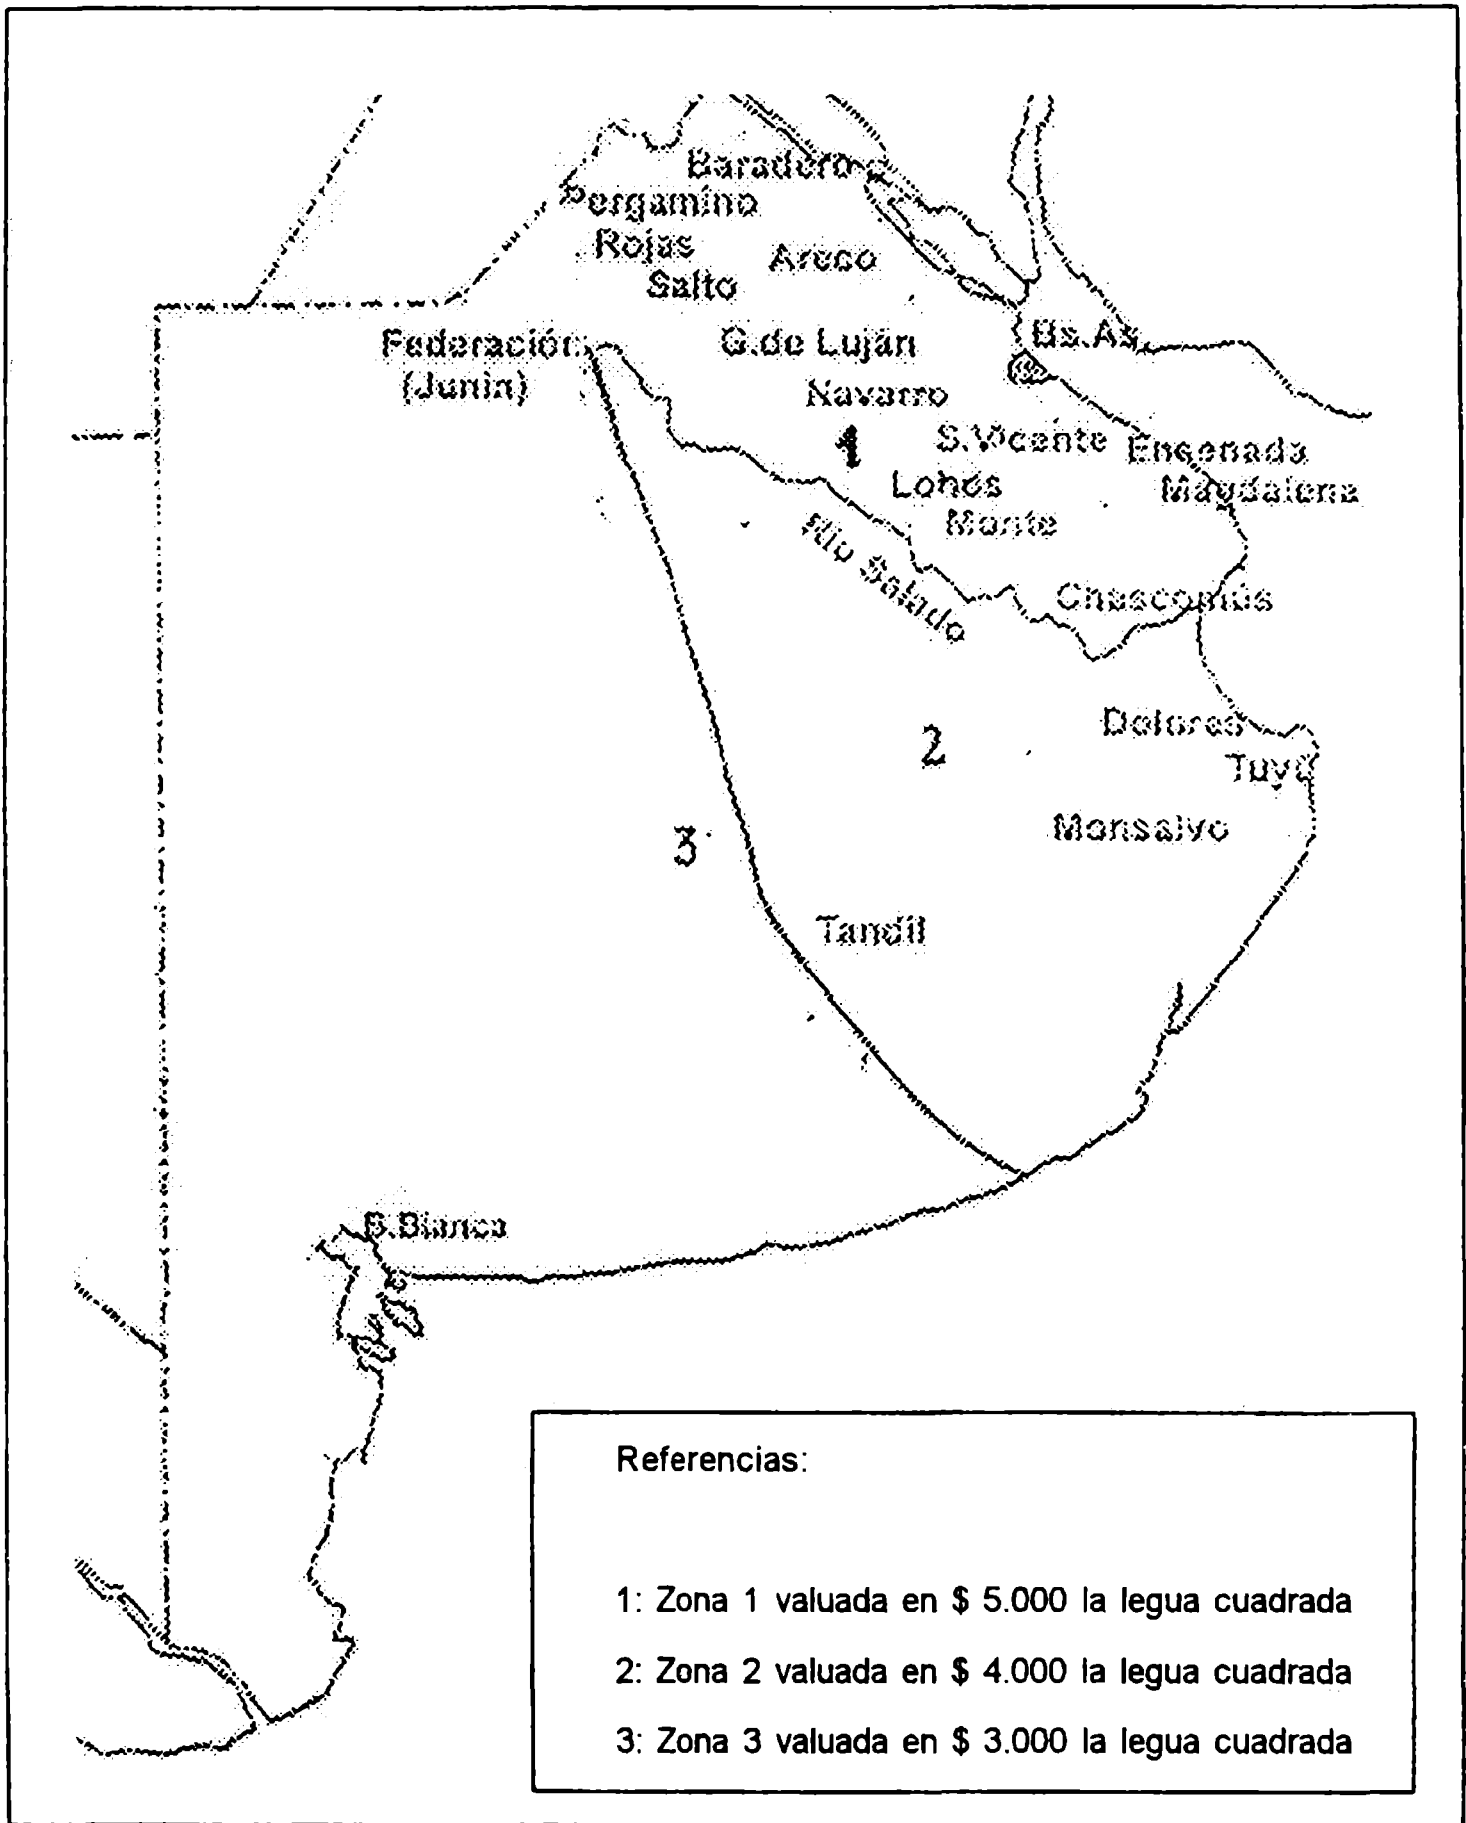 Baradero
Pergamino
Rojas
Areco
Salto
Federación
(Junín)
G.de Luján
Bs.As.
Navarro
1
S.Vicente
Ensenada
Lobos
Magdalena
Monte
Río Salado
Chascomús
2
Dolores
Tuyú
3
Monsalvo
Tandil
B.Blanca
Referencias:
1: Zona 1 valuada en $ 5.000 la legua cuadrada
2: Zona 2 valuada en $ 4.000 la legua cuadrada
3: Zona 3 valuada en $ 3.000 la legua cuadrada